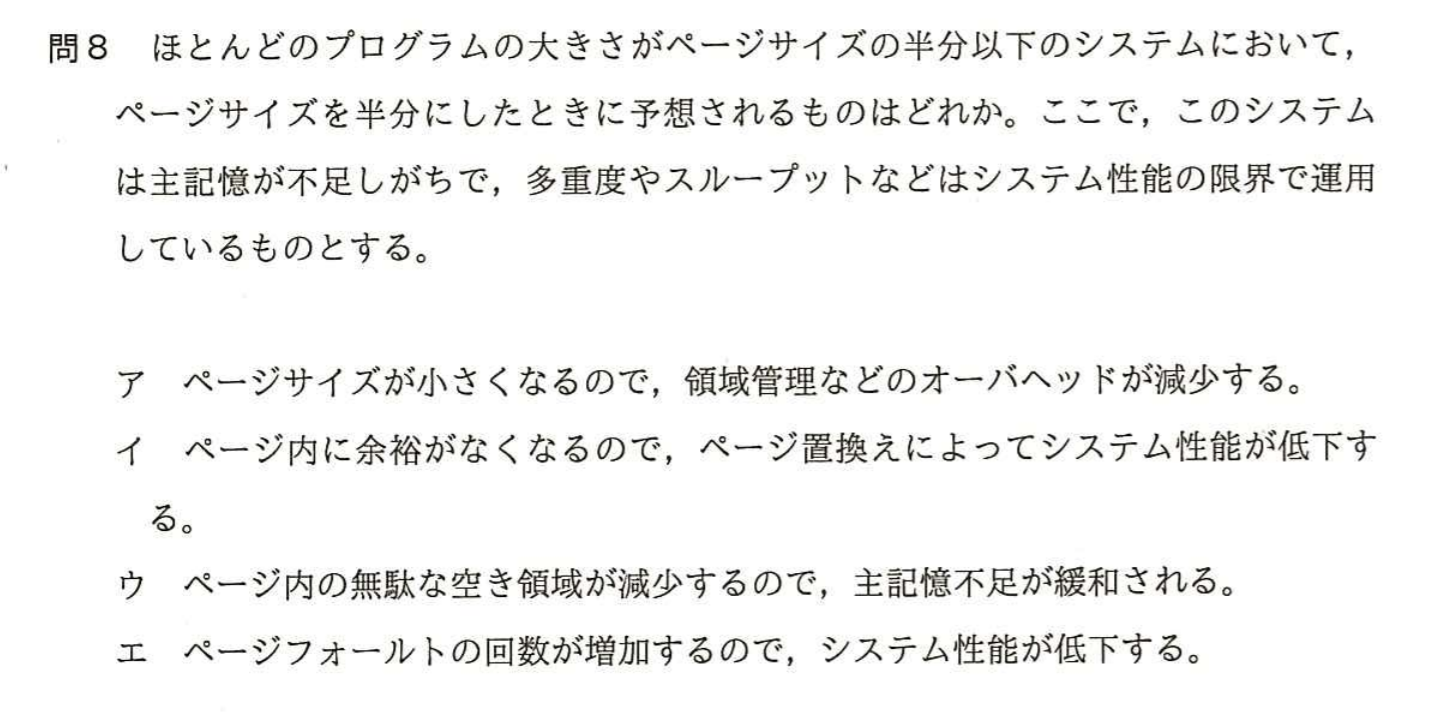 問8　ほとんどのプログラムの大きさがページサイズの半分以下のシステムにおいて，
ページサイズを半分にしたときに予想されるものはどれか。ここで，このシステム
は主記憶が不足しがちで，多重度やスループットなどはシステム性能の限界で運用
しているものとする。
ア　ページサイズが小さくなるので，領域管理などのオーバヘッドが減少する。
イ　ページ内に余裕がなくなるので，ページ置換えによってシステム性能が低下す
る。
ウ　ページ内の無駄な空き領域が減少するので，主記憶不足が緩和される。
エ　ページフォールトの回数が増加するので，システム性能が低下する。